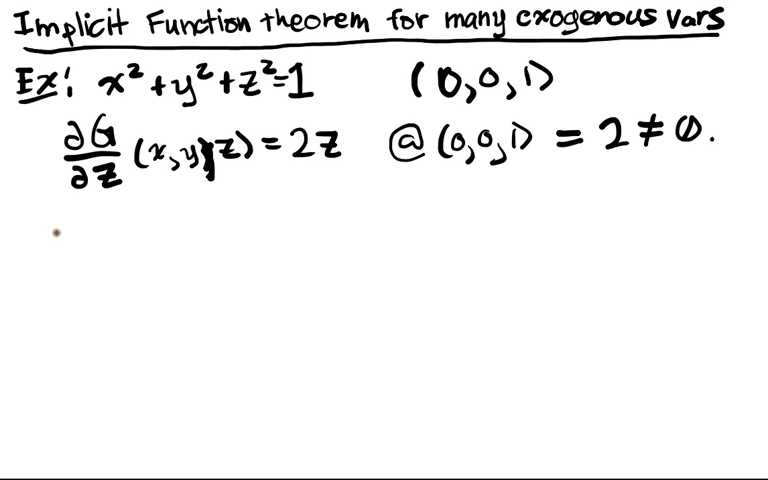 Implicit Function theorem for many exogenous Vars
Ex: x²+y²+z²=1 (0,0,1)
∂G/∂z (x,y,z) = 2z @ (0,0,1) = 2 ≠ 0.